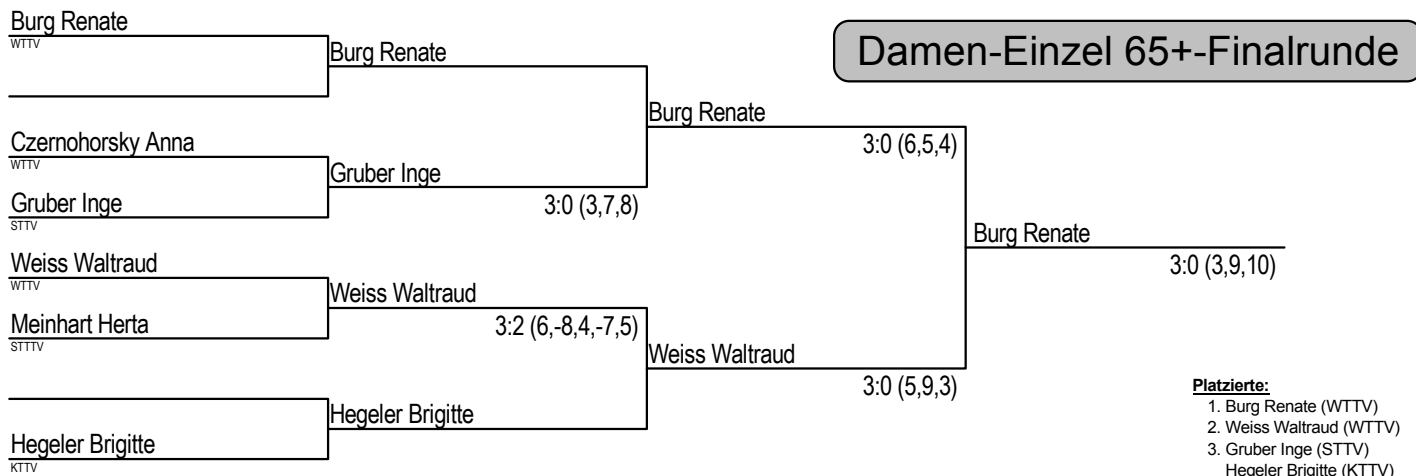 Damen-Einzel 65+-Finalrunde
Burg Renate
WTTV
Czernohorsky Anna
WTTV
Gruber Inge
STTV
Weiss Waltraud
WTTV
Meinhart Herta
STTTV
Hegeler Brigitte
KTTV
Burg Renate
Gruber Inge
3:0 (3,7,8)
Weiss Waltraud
3:2 (6,-8,4,-7,5)
Hegeler Brigitte
Burg Renate
3:0 (6,5,4)
Weiss Waltraud
3:0 (5,9,3)
Burg Renate
3:0 (3,9,10)
Platzierte:
1. Burg Renate (WTTV)
2. Weiss Waltraud (WTTV)
3. Gruber Inge (STTV)
Hegeler Brigitte (KTTV)